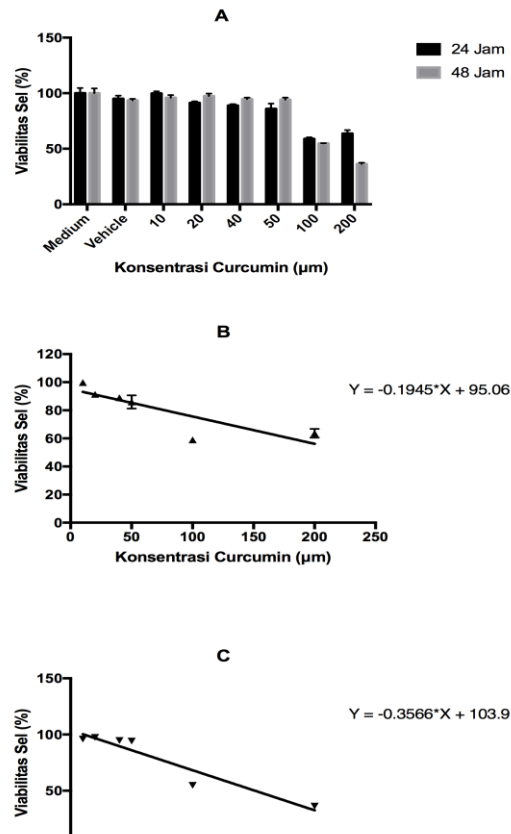 A
150
100
50
0
Viabilitas Sel (%)
24 Jam
48 Jam
Medium
Vehicle
10
20
40
50
100
200
Konsentrasi Curcumin (µm)
B
120
100
80
60
40
20
0
Viabilitas Sel (%)
Y = -0.1945*X + 95.06
0 50 100 150 200 250
Konsentrasi Curcumin (µm)
C
150
100
50
Viabilitas Sel (%)
Y = -0.3566*X + 103.9